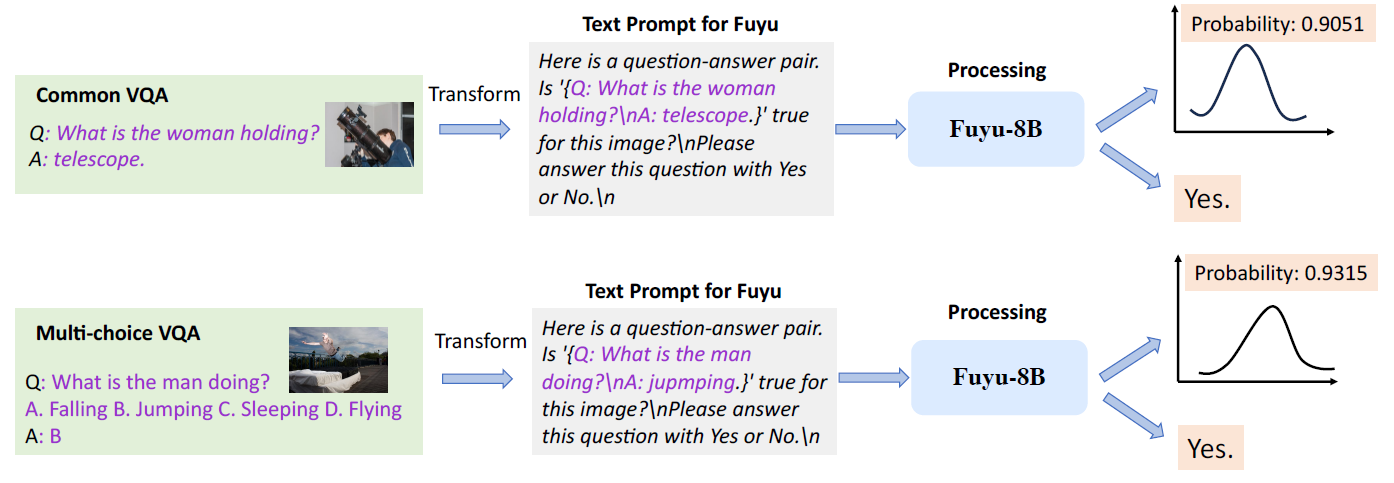 Common VQA
Q: What is the woman holding?
A: telescope.
Transform
Text Prompt for Fuyu
Here is a question-answer pair.
Is '{Q: What is the woman
holding?\nA: telescope.}' true
for this image?\nPlease
answer this question with Yes
or No.\n
Processing
Fuyu-8B
Probability: 0.9051
Yes.
Multi-choice VQA
Q: What is the man doing?
A. Falling B. Jumping C. Sleeping D. Flying
A: B
Transform
Text Prompt for Fuyu
Here is a question-answer pair.
Is '{Q: What is the man
doing?\nA: jupmping.}' true for
this image?\nPlease answer
this question with Yes or No.\n
Processing
Fuyu-8B
Probability: 0.9315
Yes.